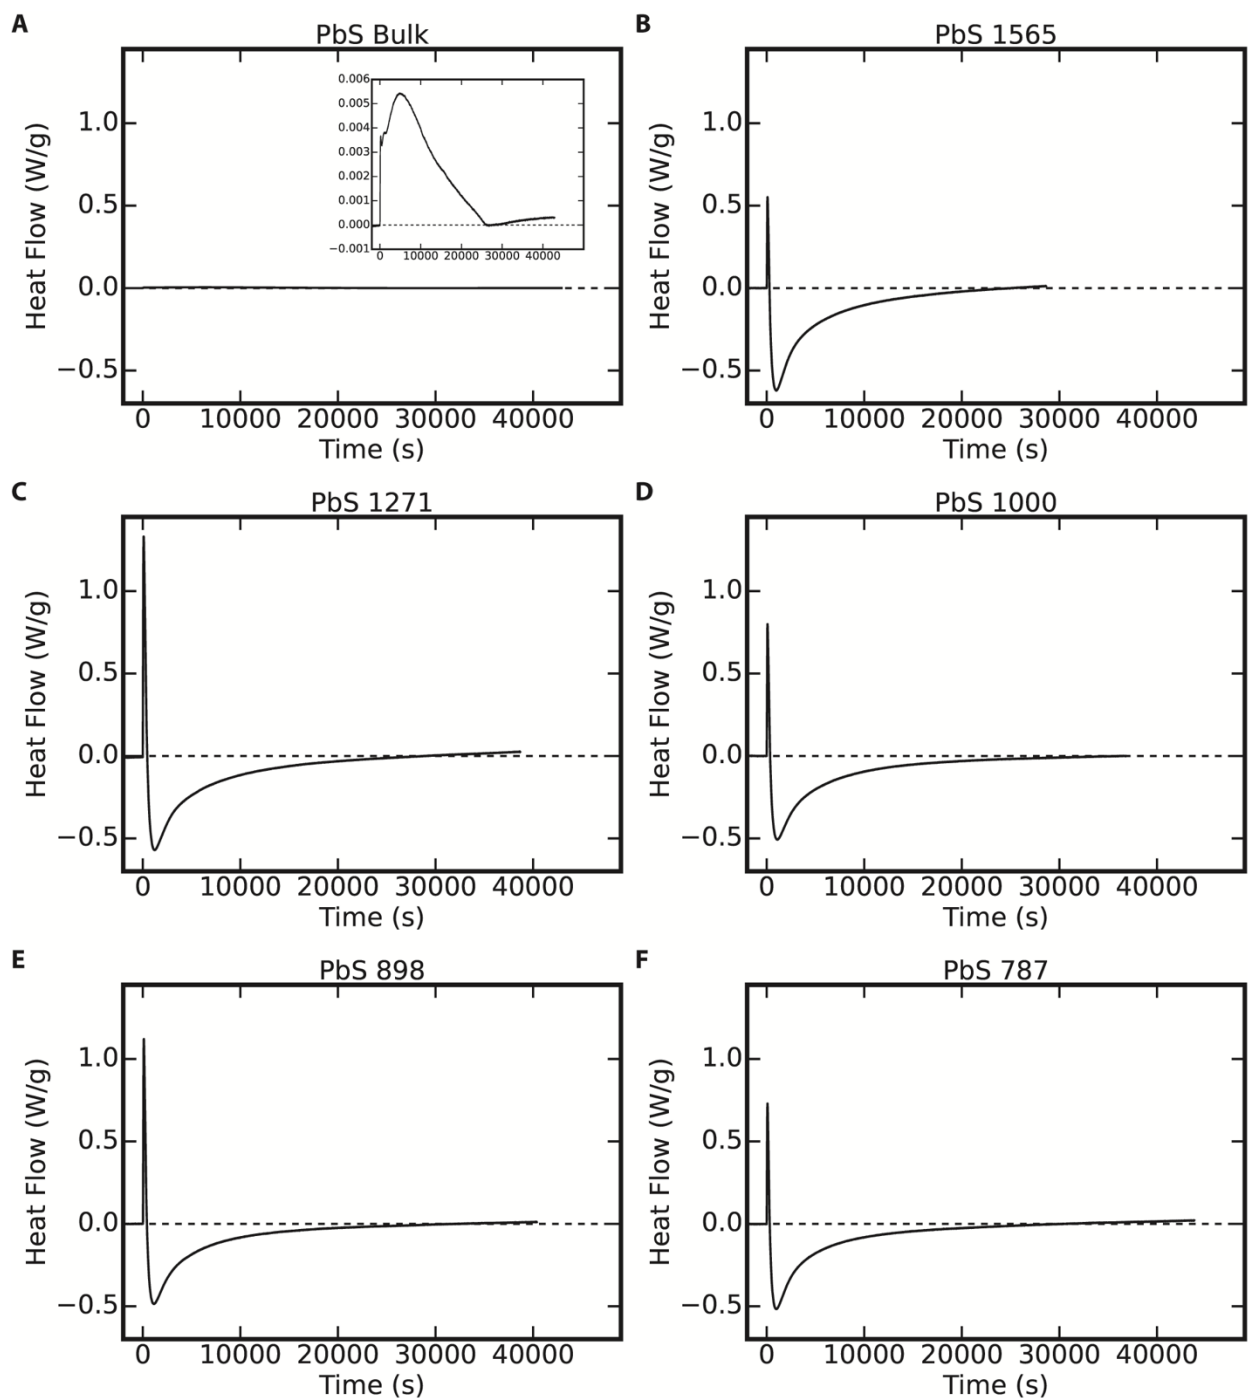 A
PbS Bulk
Heat Flow (W/g)
1.0
0.5
0.0
−0.5
0.006
0.005
0.004
0.003
0.002
0.001
0.000
−0.001
0 10000 20000 30000 40000
0 10000 20000 30000 40000
Time (s)
B
PbS 1565
Heat Flow (W/g)
1.0
0.5
0.0
−0.5
0 10000 20000 30000 40000
Time (s)
C
PbS 1271
Heat Flow (W/g)
1.0
0.5
0.0
−0.5
0 10000 20000 30000 40000
Time (s)
D
PbS 1000
Heat Flow (W/g)
1.0
0.5
0.0
−0.5
0 10000 20000 30000 40000
Time (s)
E
PbS 898
Heat Flow (W/g)
1.0
0.5
0.0
−0.5
0 10000 20000 30000 40000
Time (s)
F
PbS 787
Heat Flow (W/g)
1.0
0.5
0.0
−0.5
0 10000 20000 30000 40000
Time (s)